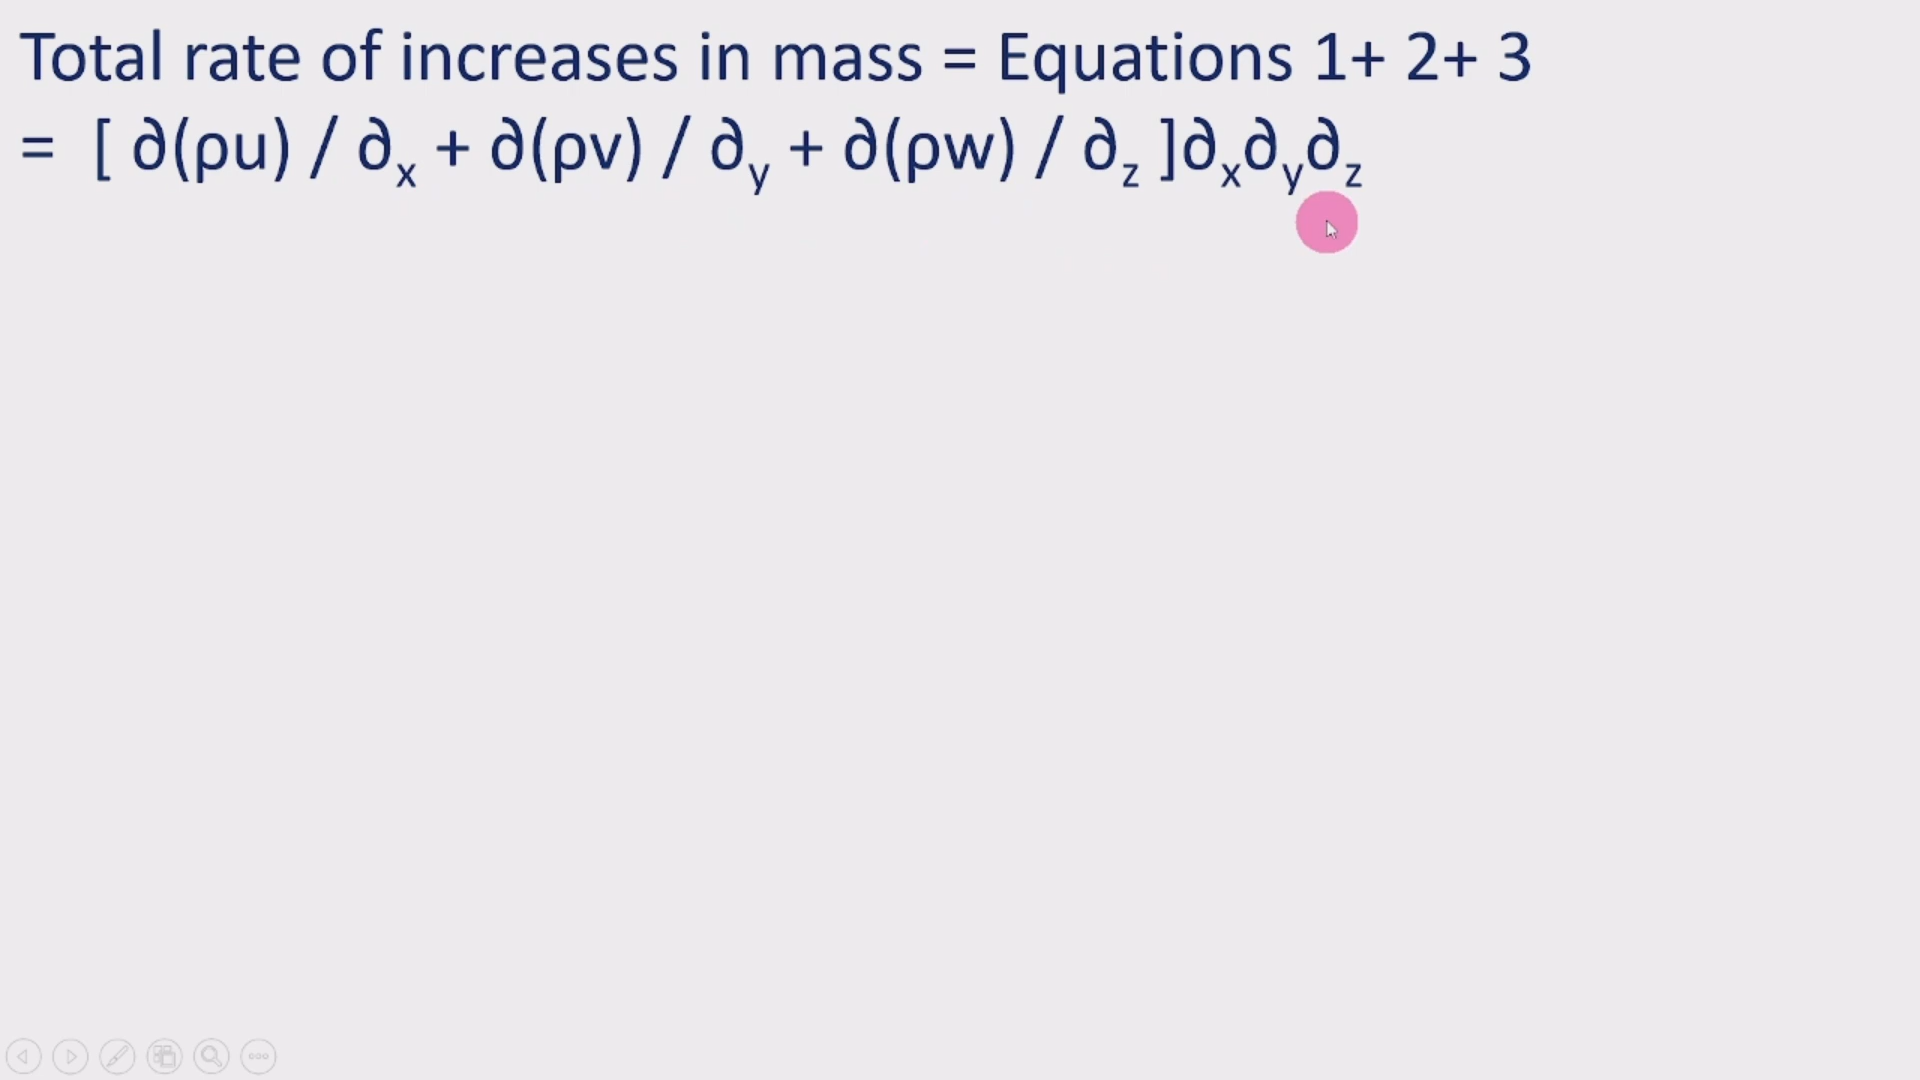 Total rate of increases in mass = Equations 1+ 2+ 3
= [ ∂(ρu) / ∂ₓ + ∂(ρv) / ∂y + ∂(ρw) / ∂z ]∂ₓ∂y∂z